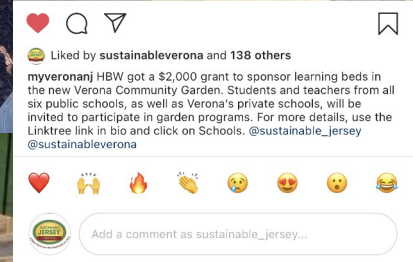 Liked by sustainableverona and 138 others
myveronanj HBW got a $2,000 grant to sponsor learning beds in
the new Verona Community Garden. Students and teachers from all
six public schools, as well as Verona's private schools, will be
invited to participate in garden programs. For more details, use the
Linktree link in bio and click on Schools. @sustainable_jersey
@sustainableverona
JERSEY
Add a comment as sustainable_jersey...